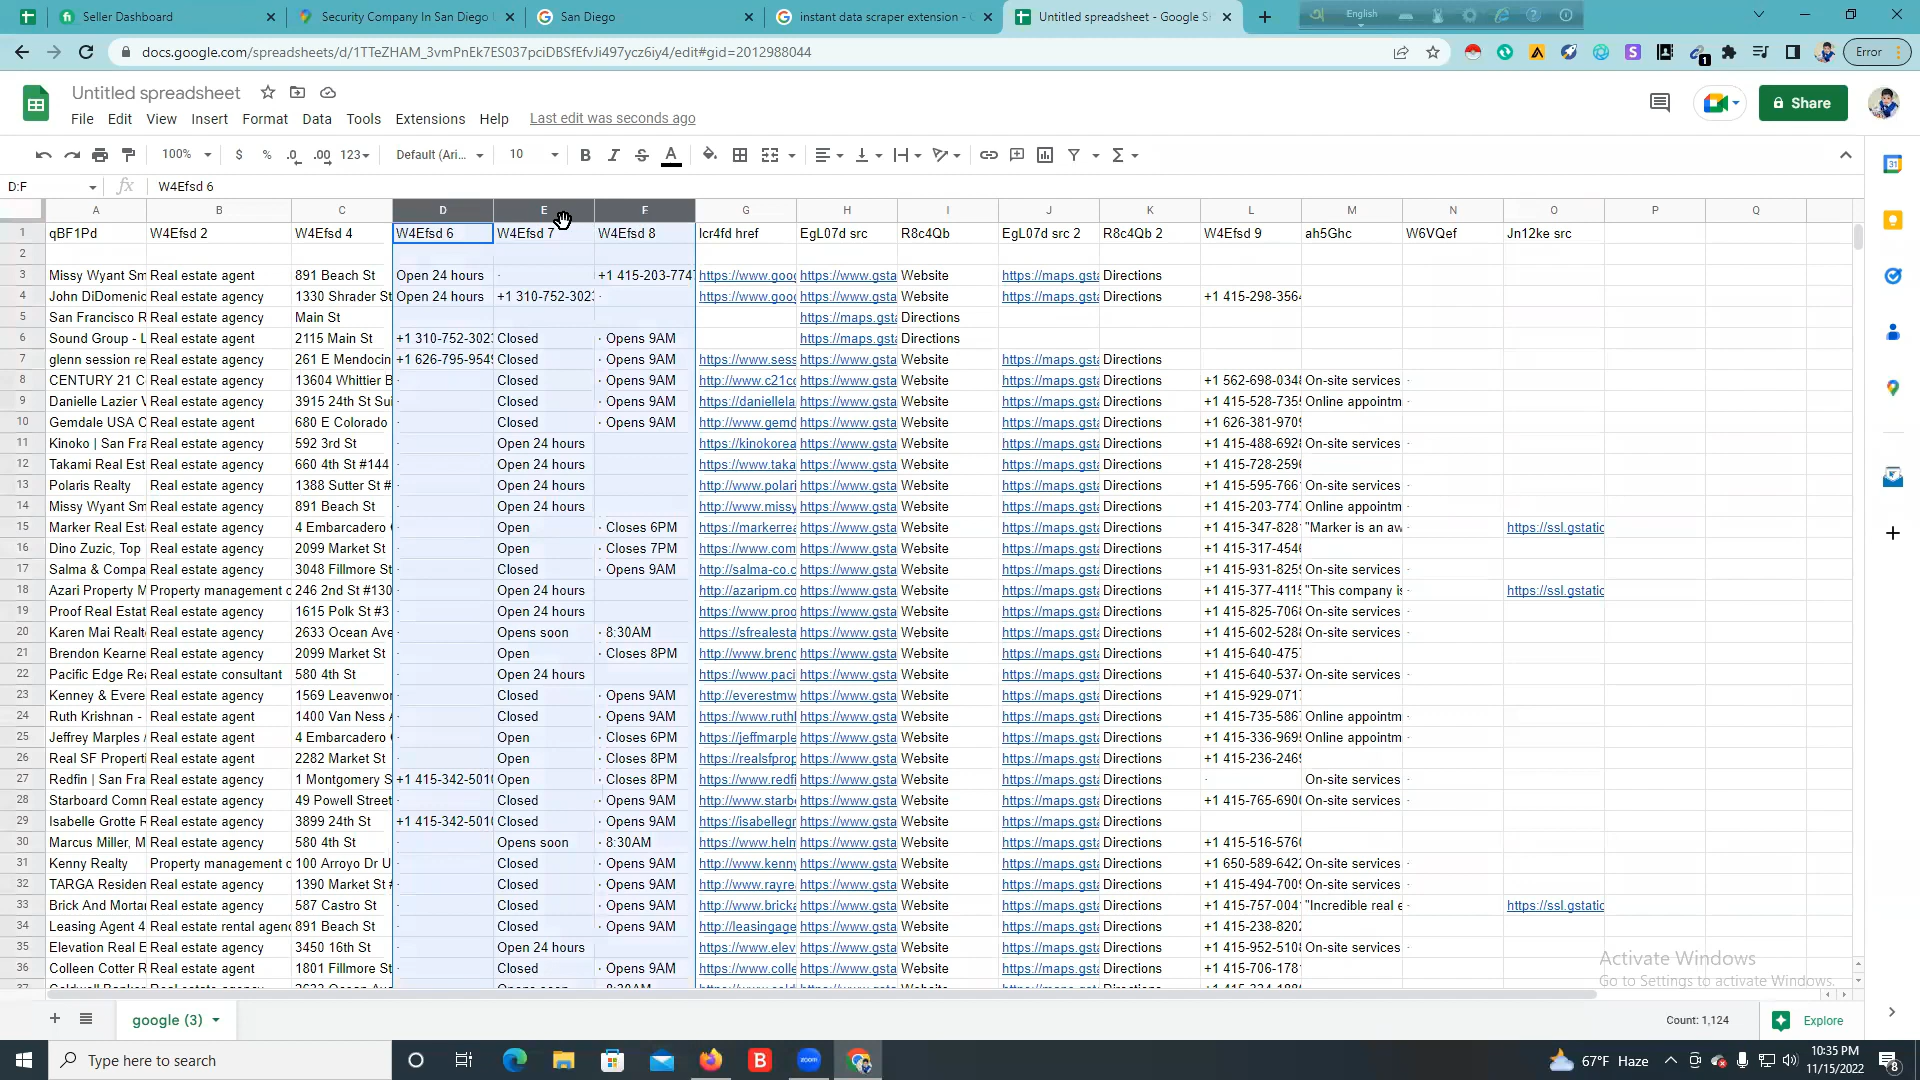 Seller Dashboard
Security Company In San Diego
San Diego
instant data scraper extension - G
Untitled spreadsheet - Google S
English
docs.google.com/spreadsheets/d/1TTeZHAM_3vmPnEk7ES037pciDBSfEfvJi497ycz6iy4/edit#gid=2012988044
1
Error
Untitled spreadsheet
File Edit View Insert Format Data Tools Extensions Help Last edit was seconds ago
Share
100% $ % .0 .00 123 Default (Ari... 10 B I S A
D:F fx W4Efsd 6
A B C D E F G H I J K L M N O P Q
1 qBF1Pd W4Efsd 2 W4Efsd 4 W4Efsd 6 W4Efsd 7 W4Efsd 8 lcr4fd href EgL07d src R8c4Qb EgL07d src 2 R8c4Qb 2 W4Efsd 9 ah5Ghc W6VQef Jn12ke src
2
3 Missy Wyant Sm Real estate agent 891 Beach St Open 24 hours · +1 415-203-774 https://www.goo https://www.gsta Website https://maps.gsta Directions
4 John DiDomenic Real estate agency 1330 Shrader St Open 24 hours +1 310-752-302 · https://www.goo https://www.gsta Website https://maps.gsta Directions +1 415-298-356
5 San Francisco R Real estate agency Main St https://maps.gsta Directions
6 Sound Group - L Real estate agent 2115 Main St +1 310-752-302 Closed · Opens 9AM https://maps.gsta Directions
7 glenn session re Real estate agency 261 E Mendocin +1 626-795-954 Closed · Opens 9AM https://www.sess https://www.gsta Website https://maps.gsta Directions
8 CENTURY 21 C Real estate agency 13604 Whittier B · Closed · Opens 9AM http://www.c21c https://www.gsta Website https://maps.gsta Directions +1 562-698-034 On-site services ·
9 Danielle Lazier Real estate agency 3915 24th St Sui · Closed · Opens 9AM https://daniellela https://www.gsta Website https://maps.gsta Directions +1 415-528-735 Online appointm ·
10 Gemdale USA C Real estate agency 680 E Colorado · Closed · Opens 9AM http://www.gemd https://www.gsta Website https://maps.gsta Directions +1 626-381-970
11 Kinoko | San Fra Real estate agency 592 3rd St · Open 24 hours https://kinokorea https://www.gsta Website https://maps.gsta Directions +1 415-488-692 On-site services ·
12 Takami Real Est Real estate agency 660 4th St #144 · Open 24 hours https://www.taka https://www.gsta Website https://maps.gsta Directions +1 415-728-259
13 Polaris Realty Real estate agency 1388 Sutter St # · Open 24 hours https://www.polari https://www.gsta Website https://maps.gsta Directions +1 415-595-766 On-site services ·
14 Missy Wyant Sm Real estate agency 891 Beach St · Open 24 hours https://www.missy https://www.gsta Website https://maps.gsta Directions +1 415-203-774 Online appointm ·
15 Marker Real Est Real estate agency 4 Embarcadero · Open · Closes 6PM https://markerrea https://www.gsta Website https://maps.gsta Directions +1 415-347-828 "Marker is an aw · https://ssl.gstatic
16 Dino Zuzic, Top Real estate agency 2099 Market St · Open · Closes 7PM https://www.com https://www.gsta Website https://maps.gsta Directions +1 415-317-454
17 Salma & Compa Real estate agency 3048 Fillmore St · Closed · Opens 9AM http://salma-co.c https://www.gsta Website https://maps.gsta Directions +1 415-931-825 On-site services ·
18 Azari Property M Property management c 246 2nd St #130 · Open 24 hours http://azaripm.co https://www.gsta Website https://maps.gsta Directions +1 415-377-411 "This company is · https://ssl.gstatic
19 Proof Real Estat Real estate agency 1615 Polk St #3 · Open 24 hours https://www.proo https://www.gsta Website https://maps.gsta Directions +1 415-825-706 On-site services ·
20 Karen Mai Realt Real estate agency 2633 Ocean Ave · Opens soon · 8:30AM https://sfrealesta https://www.gsta Website https://maps.gsta Directions +1 415-602-528 On-site services ·
21 Brendon Kearne Real estate agency 2099 Market St · Open · Closes 8PM https://www.brend https://www.gsta Website https://maps.gsta Directions +1 415-640-475
22 Pacific Edge Rea Real estate consultant 580 4th St · Open 24 hours https://www.paci https://www.gsta Website https://maps.gsta Directions +1 415-640-537 On-site services ·
23 Kenney & Evere Real estate agency 1569 Leavenwor · Closed · Opens 9AM http://everestmw https://www.gsta Website https://maps.gsta Directions +1 415-929-071
24 Ruth Krishnan - Real estate agent 1400 Van Ness · Closed · Opens 9AM https://www.ruthl https://www.gsta Website https://maps.gsta Directions +1 415-735-586 Online appointm ·
25 Jeffrey Marples Real estate agent 4 Embarcadero · Open · Closes 6PM https://jeffmarple https://www.gsta Website https://maps.gsta Directions +1 415-336-969 Online appointm ·
26 Real SF Properti Real estate agent 2282 Market St · Open · Closes 8PM https://realsfprop https://www.gsta Website https://maps.gsta Directions +1 415-236-246
27 Redfin | San Fra Real estate agency 1 Montgomery S +1 415-342-501 Open · Closes 8PM https://www.redfi https://www.gsta Website https://maps.gsta Directions · On-site services ·
28 Starboard Comm Real estate agency 49 Powell Street · Closed · Opens 9AM http://www.starb https://www.gsta Website https://maps.gsta Directions +1 415-765-690 On-site services ·
29 Isabelle Grotte R Real estate agency 3899 24th St +1 415-342-501 Closed · Opens 9AM https://isabellegr https://www.gsta Website https://maps.gsta Directions
30 Marcus Miller, M Real estate agency 580 4th St · Opens soon · 8:30AM https://www.heln https://www.gsta Website https://maps.gsta Directions +1 415-516-576
31 Kenny Realty Property management c 100 Arroyo Dr U · Closed · Opens 9AM http://www.kenny https://www.gsta Website https://maps.gsta Directions +1 650-589-642 On-site services ·
32 TARGA Residen Real estate agency 1390 Market St # · Closed · Opens 9AM http://www.rayre https://www.gsta Website https://maps.gsta Directions +1 415-494-700 On-site services ·
33 Brick And Morta Real estate agency 587 Castro St · Closed · Opens 9AM http://www.bricka https://www.gsta Website https://maps.gsta Directions +1 415-757-004 "Incredible real e · https://ssl.gstatic
34 Leasing Agent 4 Real estate rental agenc 891 Beach St · Closed · Opens 9AM http://leasingage https://www.gsta Website https://maps.gsta Directions +1 415-238-820
35 Elevation Real E Real estate agency 3450 16th St · Open 24 hours https://www.elev https://www.gsta Website https://maps.gsta Directions +1 415-952-510 On-site services ·
36 Colleen Cotter R Real estate agent 1801 Fillmore St · Closed · Opens 9AM https://www.colle https://www.gsta Website https://maps.gsta Directions +1 415-706-178
Activate Windows
Go to Settings to activate Windows.
google (3)
Count: 1,124
Explore
Type here to search
B
zoom
67°F Haze
10:35 PM
11/15/2022
8